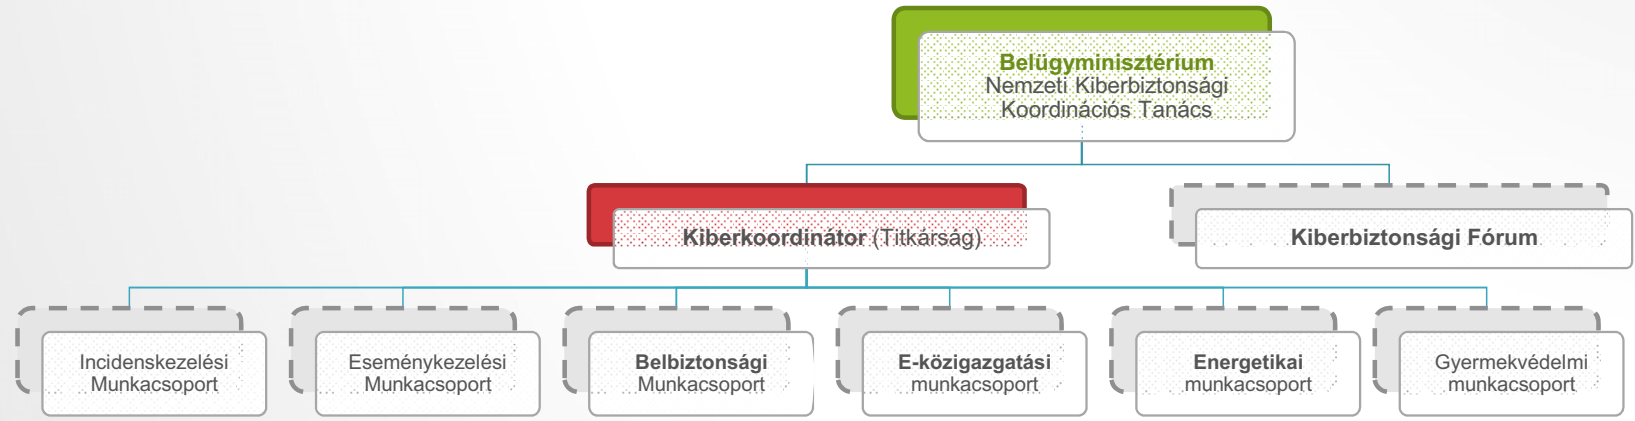 Belügyminisztérium
Nemzeti Kiberbiztonsági
Koordinációs Tanács
Kiberkoordinátor (Titkárság)
Kiberbiztonsági Fórum
Incidenskezelési
Munkacsoport
Eseménykezelési
Munkacsoport
Belbiztonsági
Munkacsoport
E-közigazgatási
munkacsoport
Energetikai
munkacsoport
Gyermekvédelmi
munkacsoport